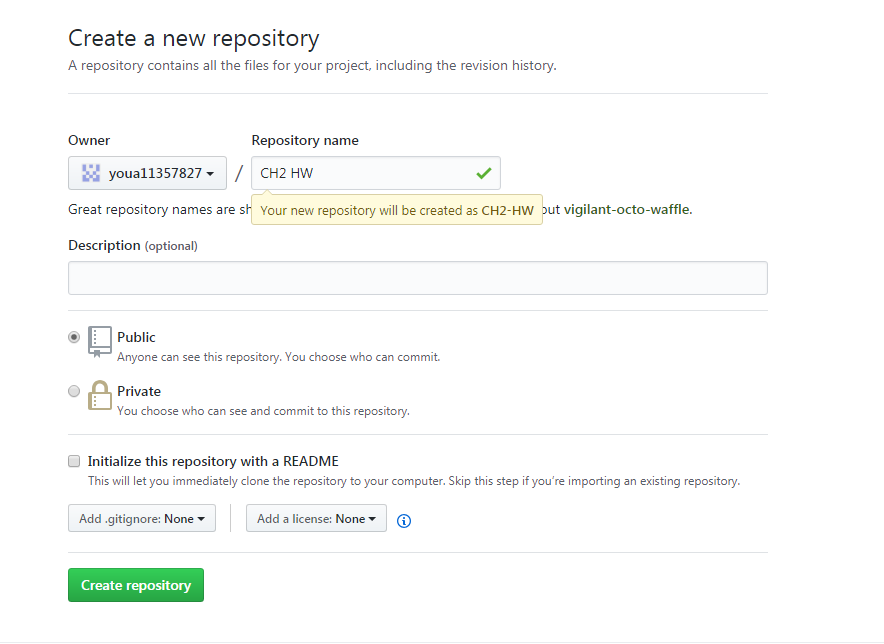 Create a new repository
A repository contains all the files for your project, including the revision history.
Owner
Repository name
youa11357827
/
CH2 HW
Great repository names are
Your new repository will be created as CH2-HW
vigilant-octo-waffle.
Description (optional)
Public
Anyone can see this repository. You choose who can commit.
Private
You choose who can see and commit to this repository.
Initialize this repository with a README
This will let you immediately clone the repository to your computer. Skip this step if you're importing an existing repository.
Add .gitignore: None
Add a license: None
Create repository